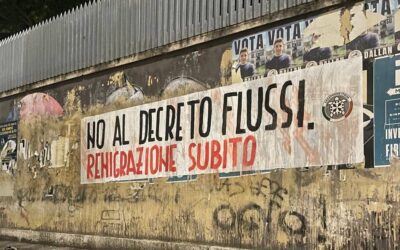 VOTA VOTA
NO AL DECRETO FLUSSI.
REMIGRAZIONE SUBITO